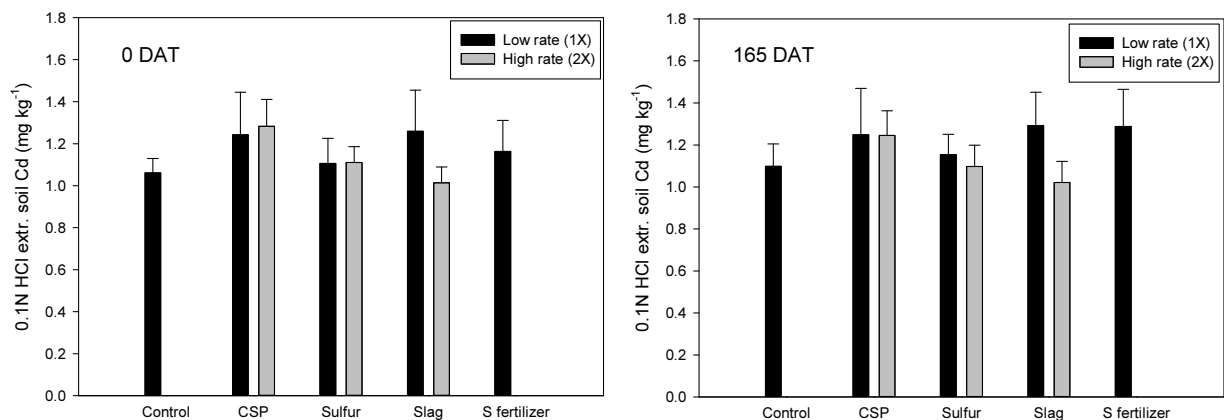 0.1N HCl extr. soil Cd (mg kg-1)
1.8
1.6
1.4
1.2
1.0
0.8
0.6
0.4
0.2
0.0
0 DAT
Low rate (1X)
High rate (2X)
Control CSP Sulfur Slag S fertilizer
0.1N HCl extr. soil Cd (mg kg-1)
1.8
1.6
1.4
1.2
1.0
0.8
0.6
0.4
0.2
0.0
165 DAT
Low rate (1X)
High rate (2X)
Control CSP Sulfur Slag S fertilizer